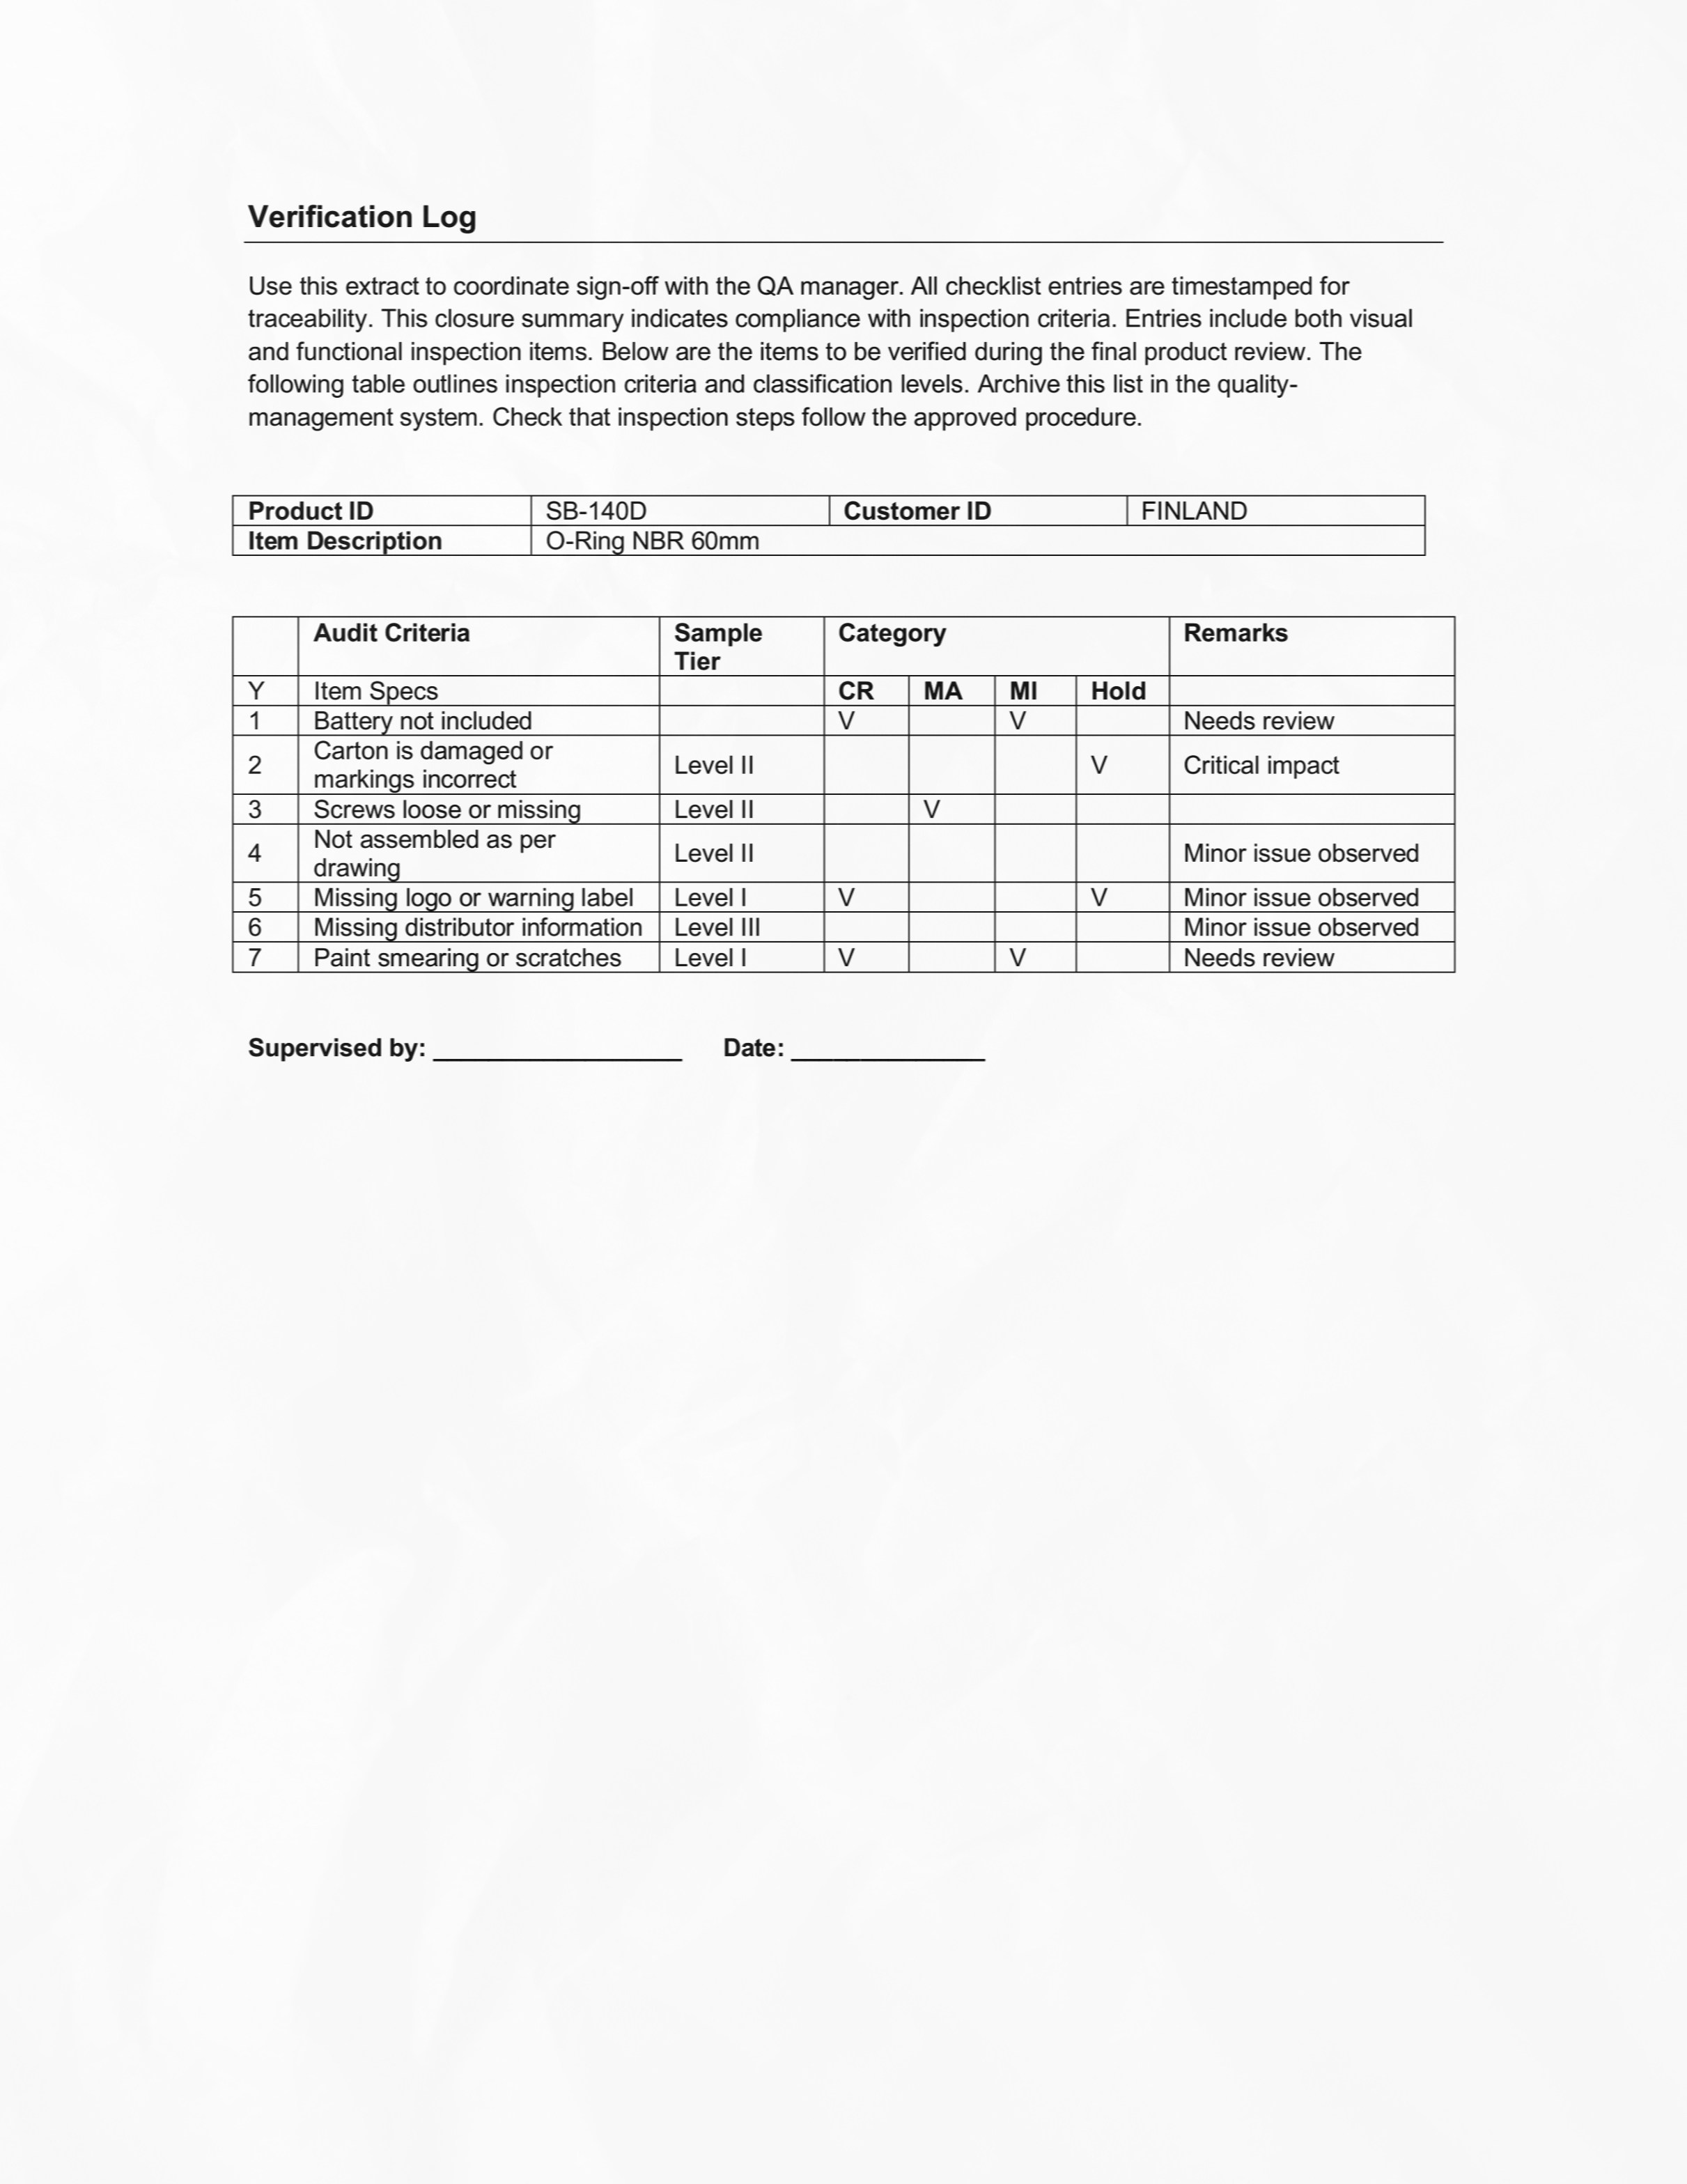 Verification Log
Use this extract to coordinate sign-off with the QA manager. All checklist entries are timestamped for
traceability. This closure summary indicates compliance with inspection criteria. Entries include both visual
and functional inspection items. Below are the items to be verified during the final product review. The
following table outlines inspection criteria and classification levels. Archive this list in the quality-
management system. Check that inspection steps follow the approved procedure.
Product ID SB-140D Customer ID FINLAND
Item Description O-Ring NBR 60mm
Audit Criteria Sample Category Remarks
Tier
Y Item Specs CR MA MI Hold
1 Battery not included V V Needs review
Carton is damaged or
2 Level II V Critical impact
markings incorrect
3 Screws loose or missing Level II V
Not assembled as per
4 Level II Minor issue observed
drawing
5 Missing logo or warning label Level I V V Minor issue observed
6 Missing distributor information Level III Minor issue observed
7 Paint smearing or scratches Level I V V Needs review
Supervised by: __________________ Date: ______________